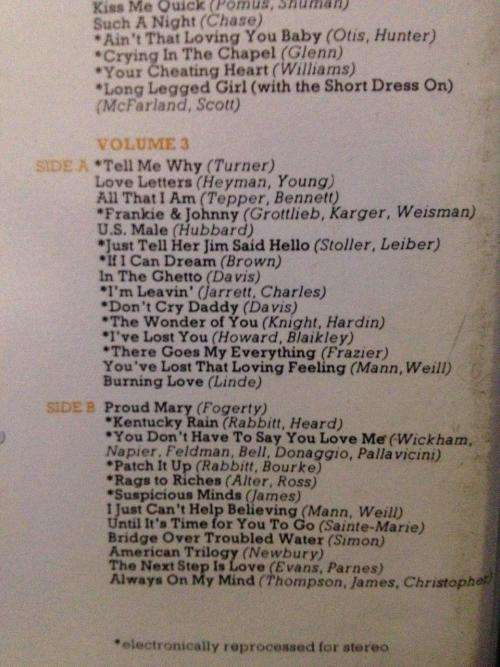 Kiss Me Quick (Pomus, Shuman)
Such A Night (Chase)
*Ain't That Loving You Baby (Otis, Hunter)
*Crying In The Chapel (Glenn)
*Your Cheating Heart (Williams)
*Long Legged Girl (with the Short Dress On)
(McFarland, Scott)
VOLUME 3
SIDE A *Tell Me Why (Turner)
Love Letters (Heyman, Young)
All That I Am (Tepper, Bennett)
*Frankie & Johnny (Grottlieb, Karger, Weisman)
U.S. Male (Hubbard)
*Just Tell Her Jim Said Hello (Stoller, Leiber)
*If I Can Dream (Brown)
In The Ghetto (Davis)
*I'm Leavin' (Jarrett, Charles)
*Don't Cry Daddy (Davis)
*The Wonder of You (Knight, Hardin)
*I've Lost You (Howard, Blaikley)
*There Goes My Everything (Frazier)
You've Lost That Loving Feeling (Mann, Weill)
Burning Love (Linde)
SIDE B Proud Mary (Fogerty)
*Kentucky Rain (Rabbitt, Heard)
*You Don't Have To Say You Love Me (Wickham,
Napier, Feldman, Bell, Donaggio, Pallavicini)
*Patch It Up (Rabbitt, Bourke)
*Rags to Riches (Alter, Ross)
*Suspicious Minds (James)
I Just Can't Help Believing (Mann, Weill)
Until It's Time for You To Go (Sainte-Marie)
Bridge Over Troubled Water (Simon)
American Trilogy (Newbury)
The Next Step Is Love (Evans, Parnes)
Always On My Mind (Thompson, James, Christopher)
*electronically reprocessed for stereo